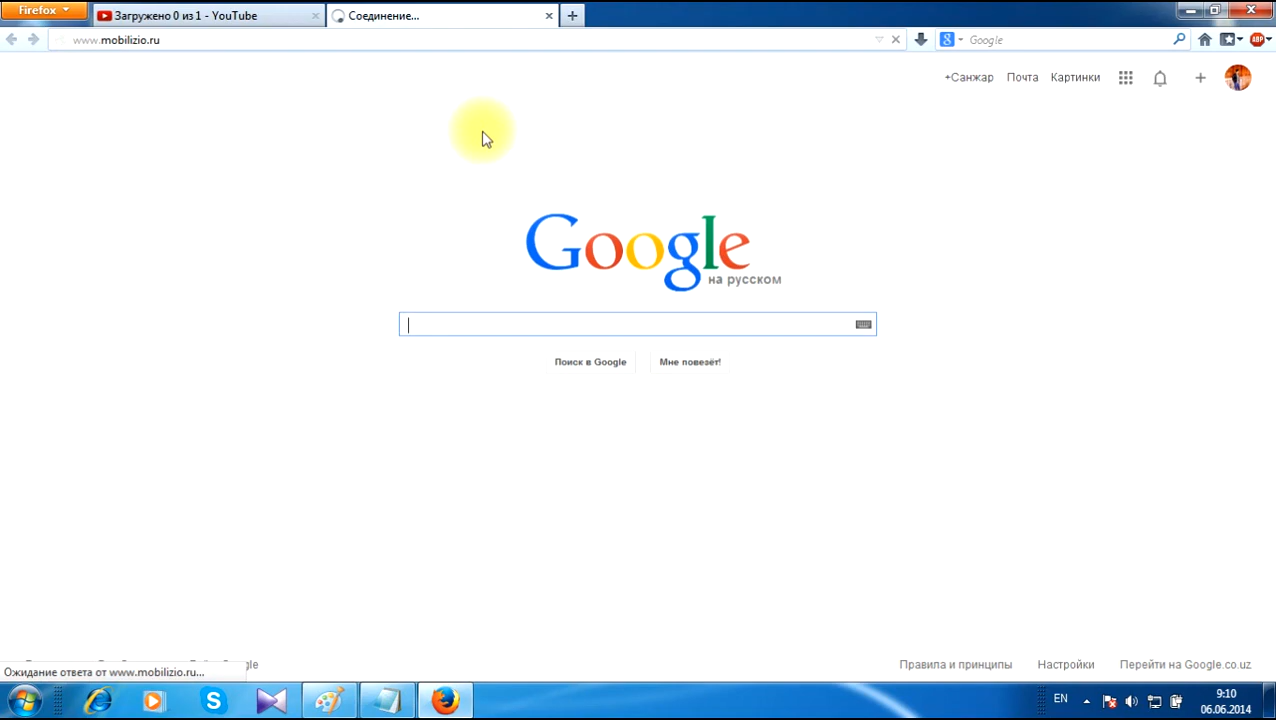 Firefox
Загружено 0 из 1 - YouTube
Соединение...
www.mobilizio.ru
Google
ABP
+Санжар
Почта
Картинки
Google
на русском
Поиск в Google
Мне повезёт!
Ожидание ответа от www.mobilizio.ru...
Правила и принципы
Настройки
Перейти на Google.co.uz
EN
9:10
06.06.2014